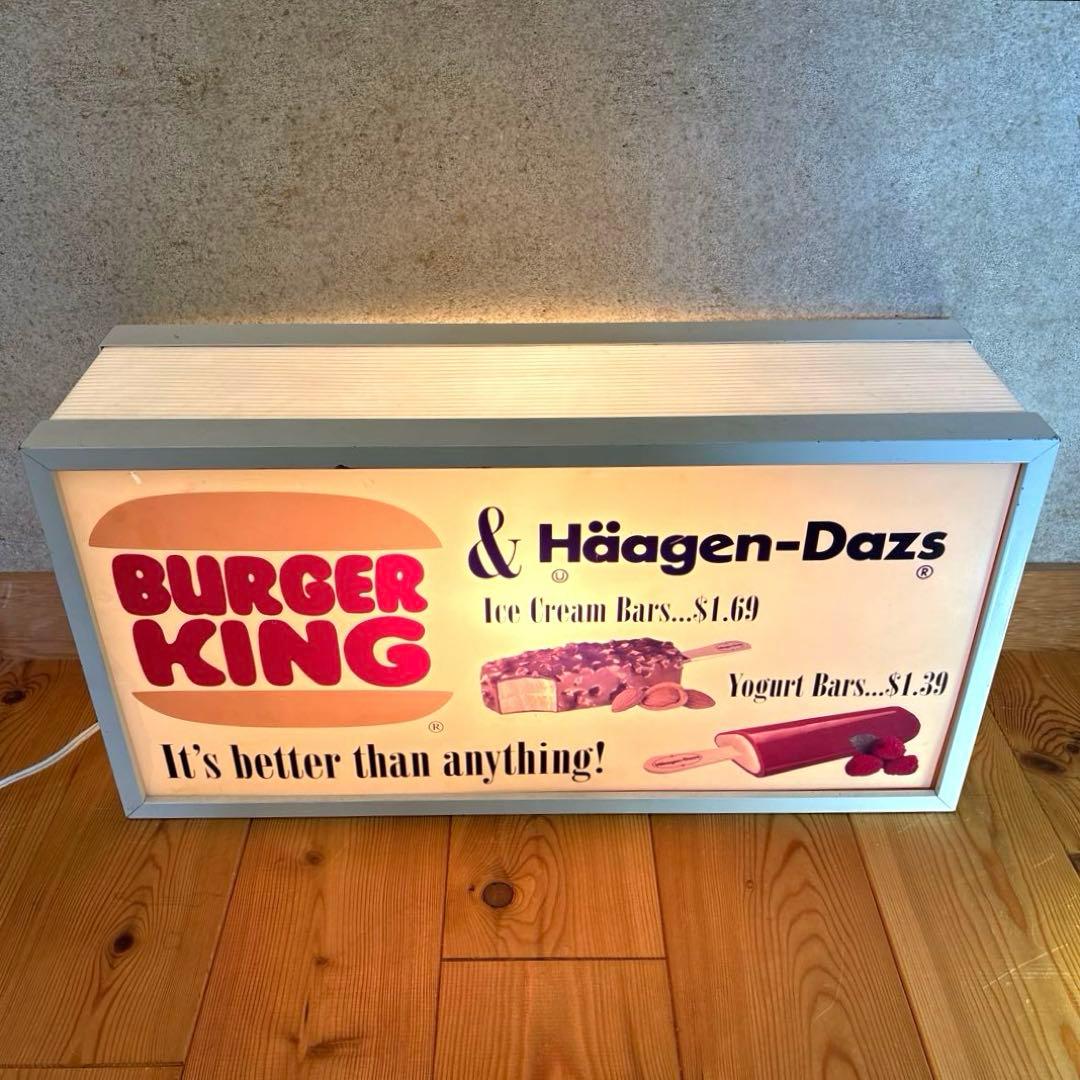 BURGER
KING
®
& Häagen-Dazs
Ⓤ ®
Ice Cream Bars...$1.69
Yogurt Bars...$1.39
It's better than anything!